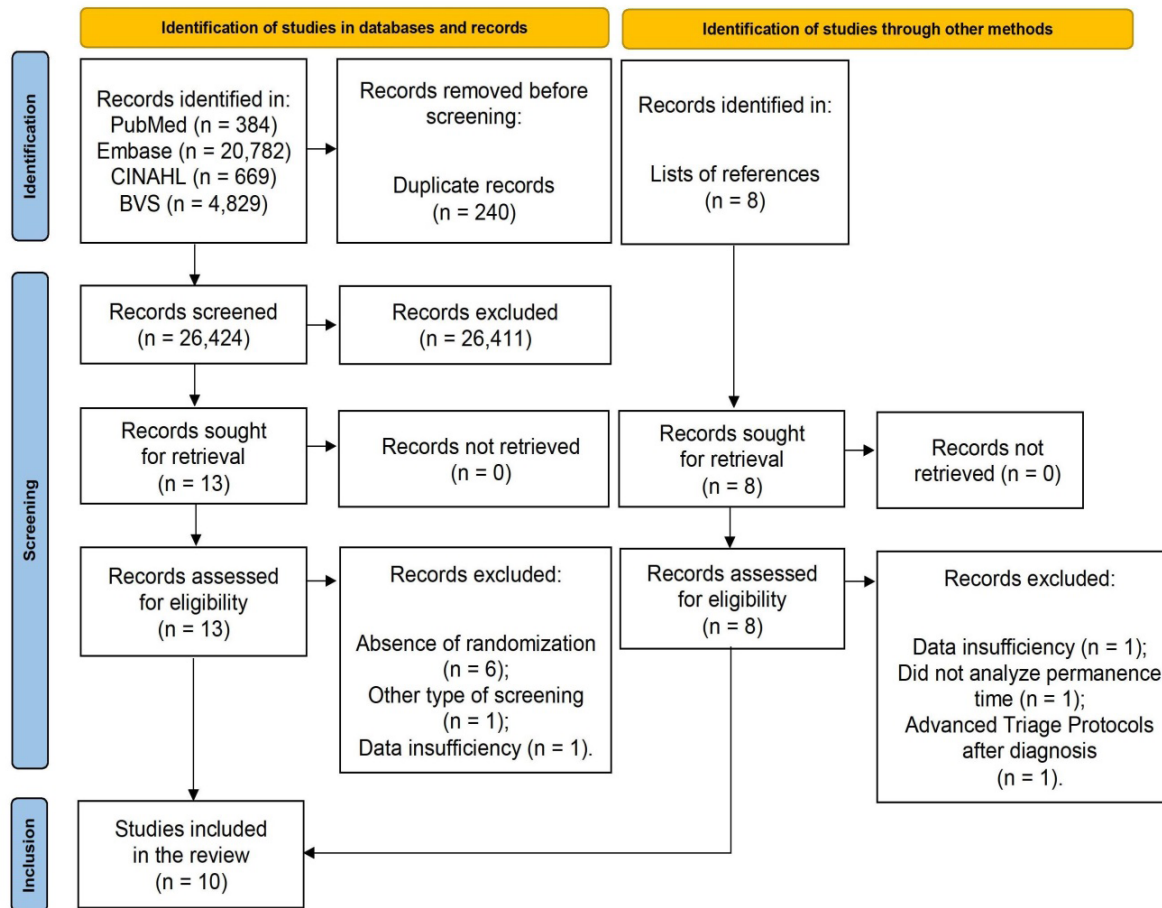 Identification of studies in databases and records
Identification of studies through other methods
Identification
Records identified in:
PubMed (n = 384)
Embase (n = 20,782)
CINAHL (n = 669)
BVS (n = 4,829)
Records removed before
screening:
Duplicate records
(n = 240)
Records identified in:
Lists of references
(n = 8)
Screening
Records screened
(n = 26,424)
Records excluded
(n = 26,411)
Records sought
for retrieval
(n = 13)
Records not retrieved
(n = 0)
Records sought
for retrieval
(n = 8)
Records not
retrieved (n = 0)
Records assessed
for eligibility
(n = 13)
Records excluded:
Absence of randomization
(n = 6);
Other type of screening
(n = 1);
Data insufficiency (n = 1).
Records assessed
for eligibility
(n = 8)
Records excluded:
Data insufficiency (n = 1);
Did not analyze permanence
time (n = 1);
Advanced Triage Protocols
after diagnosis
(n = 1).
Inclusion
Studies included
in the review
(n = 10)